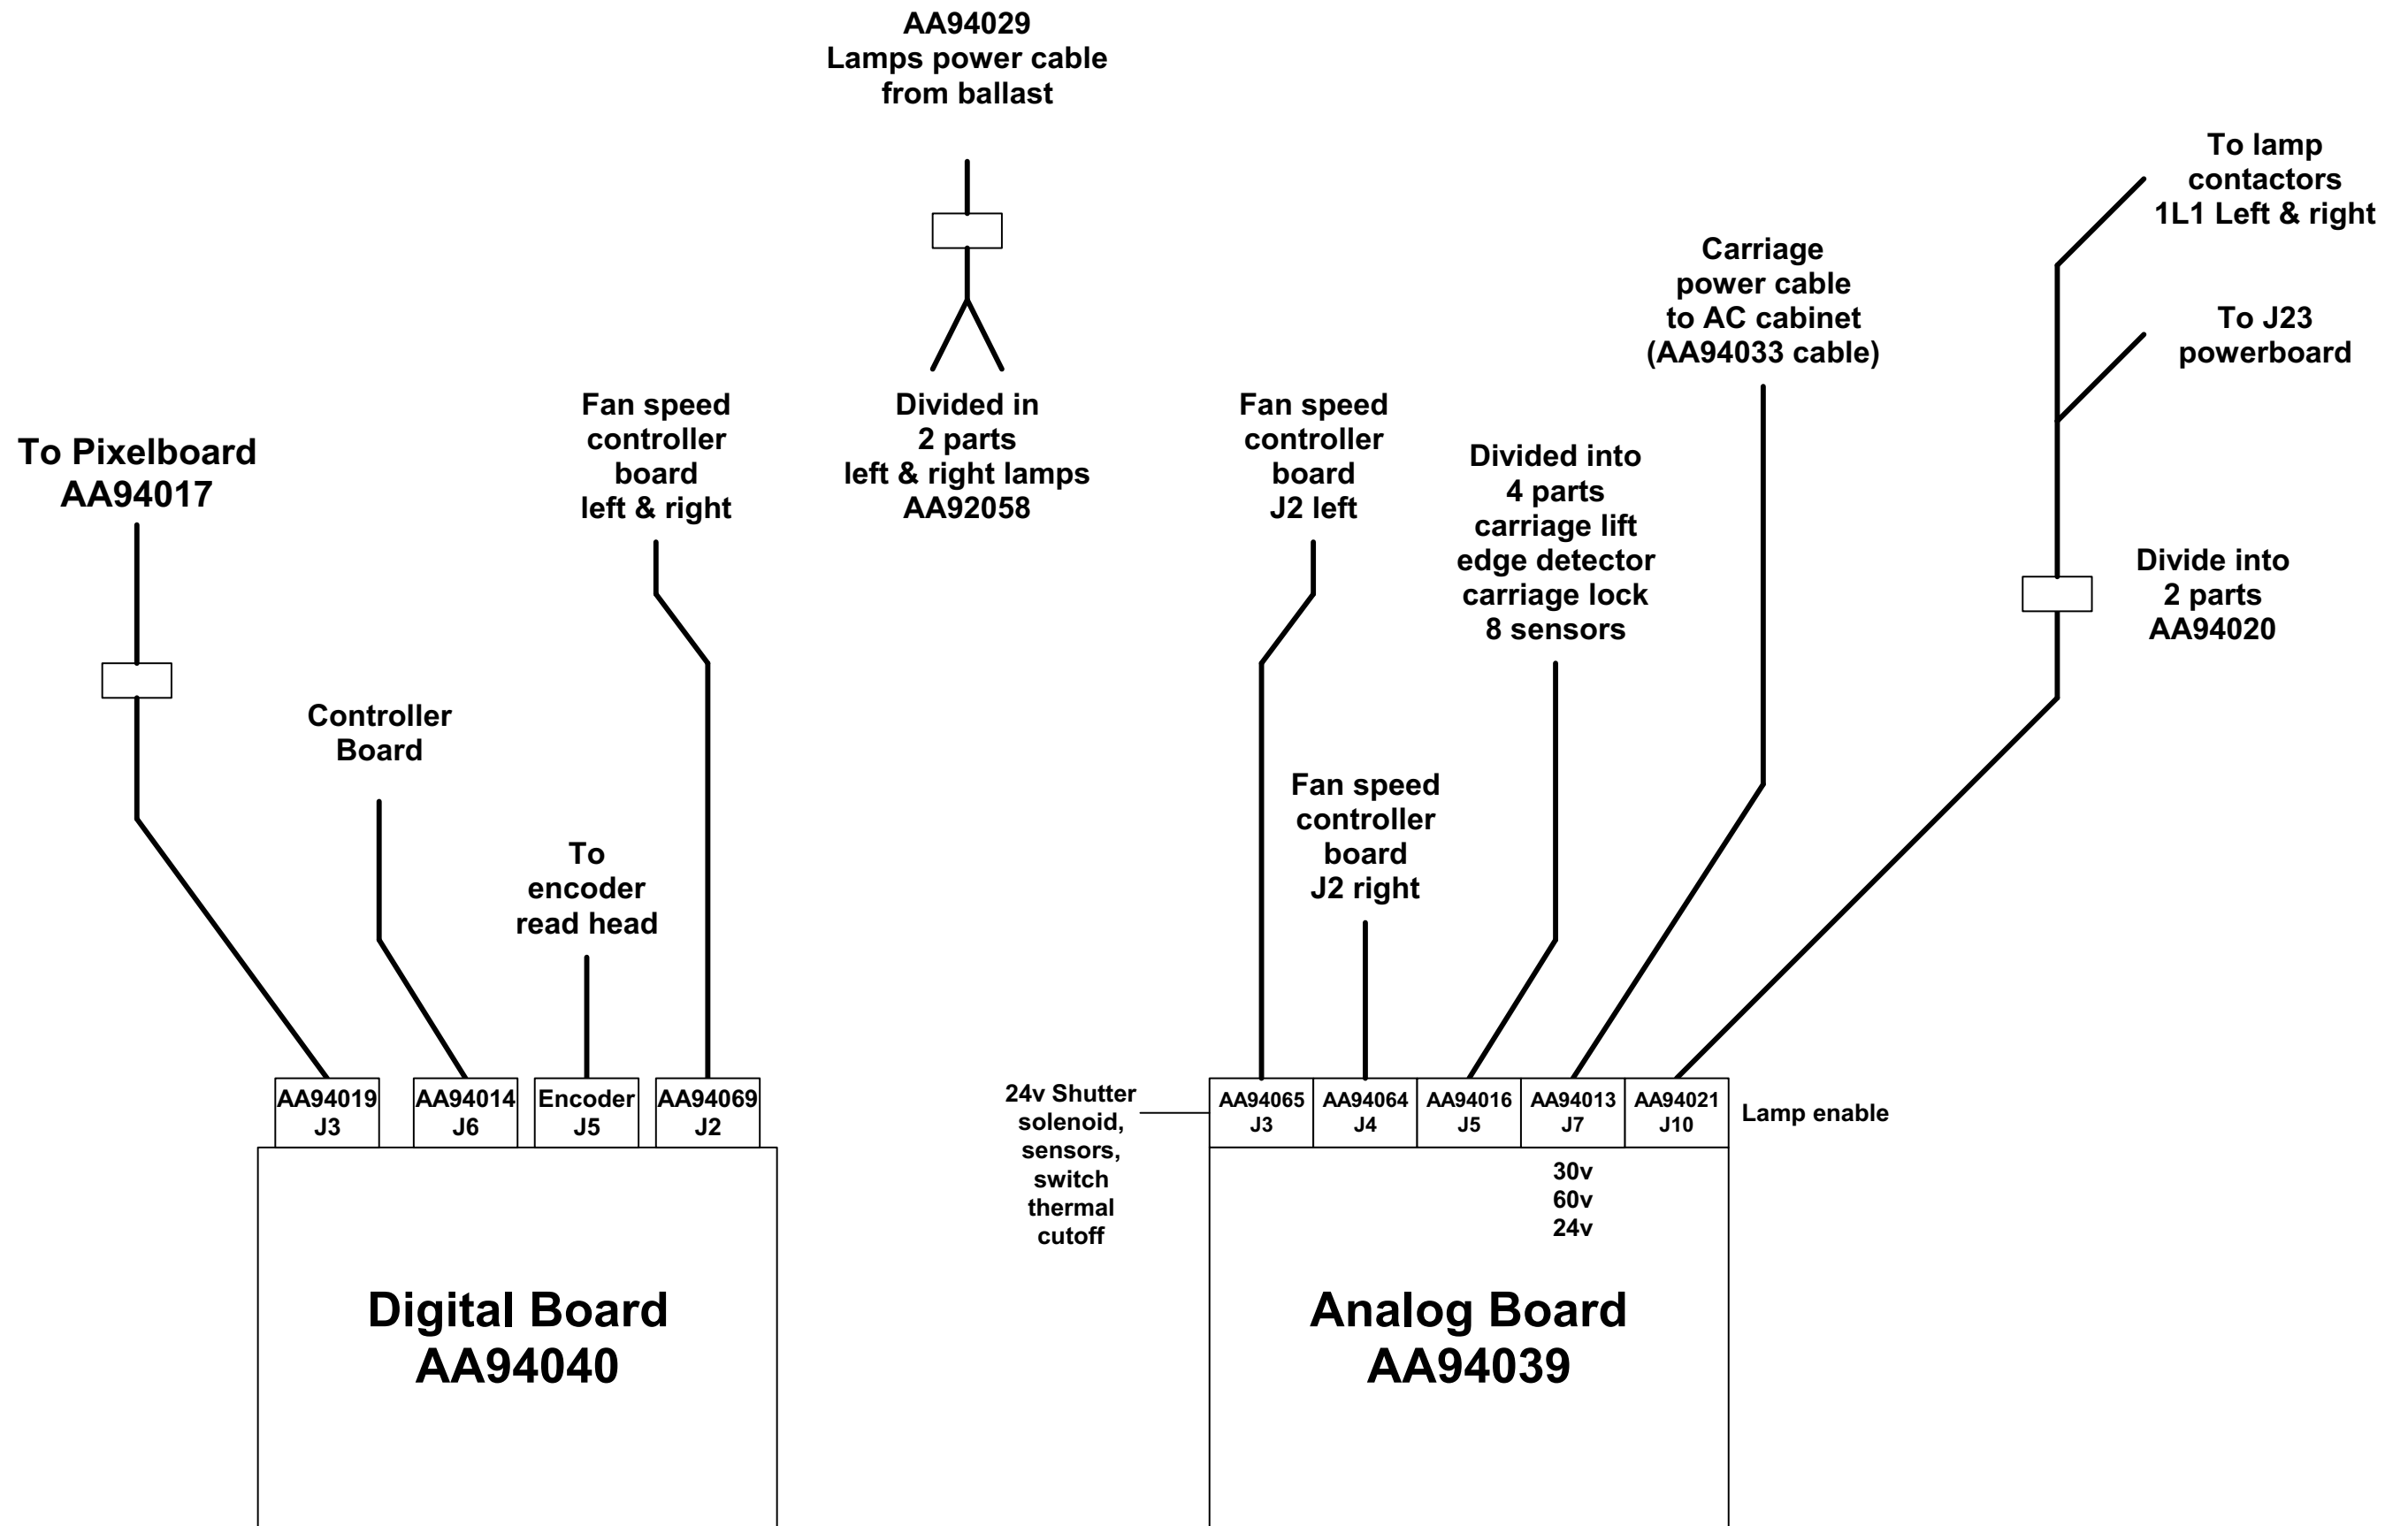 AA94029
Lamps power cable
from ballast
To lamp
contactors
1L1 Left & right
Carriage
power cable
to AC cabinet
(AA94033 cable)
To J23
powerboard
To Pixelboard
AA94017
Fan speed
controller
board
left & right
Divided in
2 parts
left & right lamps
AA92058
Fan speed
controller
board
J2 left
Divided into
4 parts
carriage lift
edge detector
carriage lock
8 sensors
Divide into
2 parts
AA94020
Controller
Board
To
encoder
read head
Fan speed
controller
board
J2 right
AA94019
J3
AA94014
J6
Encoder
J5
AA94069
J2
24v Shutter
solenoid,
sensors,
switch
thermal
cutoff
AA94065
J3
AA94064
J4
AA94016
J5
AA94013
J7
AA94021
J10
Lamp enable
30v
60v
24v
Digital Board
AA94040
Analog Board
AA94039